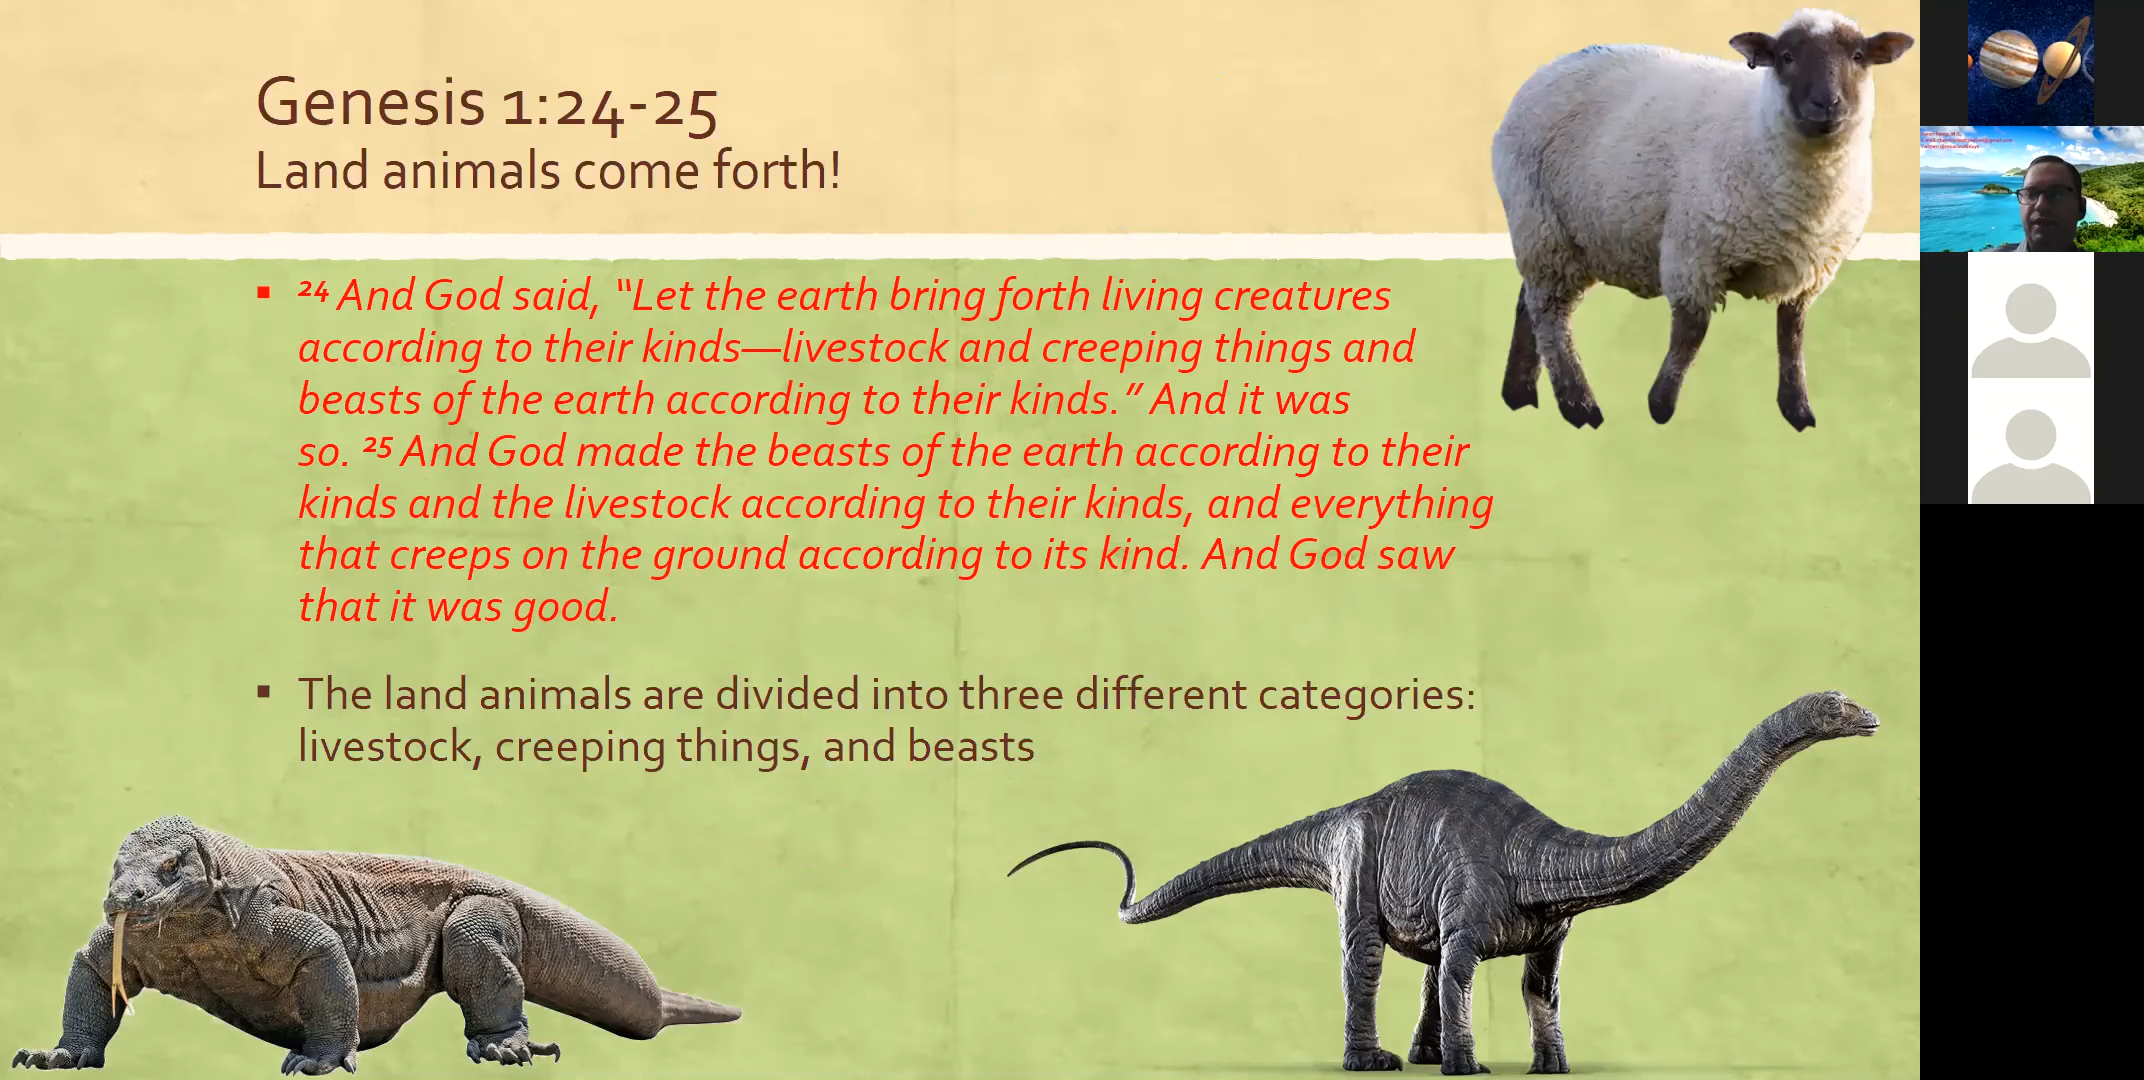 Genesis 1:24-25
Land animals come forth!
▪ 24 And God said, “Let the earth bring forth living creatures
according to their kinds—livestock and creeping things and
beasts of the earth according to their kinds.” And it was
so. 25 And God made the beasts of the earth according to their
kinds and the livestock according to their kinds, and everything
that creeps on the ground according to its kind. And God saw
that it was good.
▪ The land animals are divided into three different categories:
livestock, creeping things, and beasts